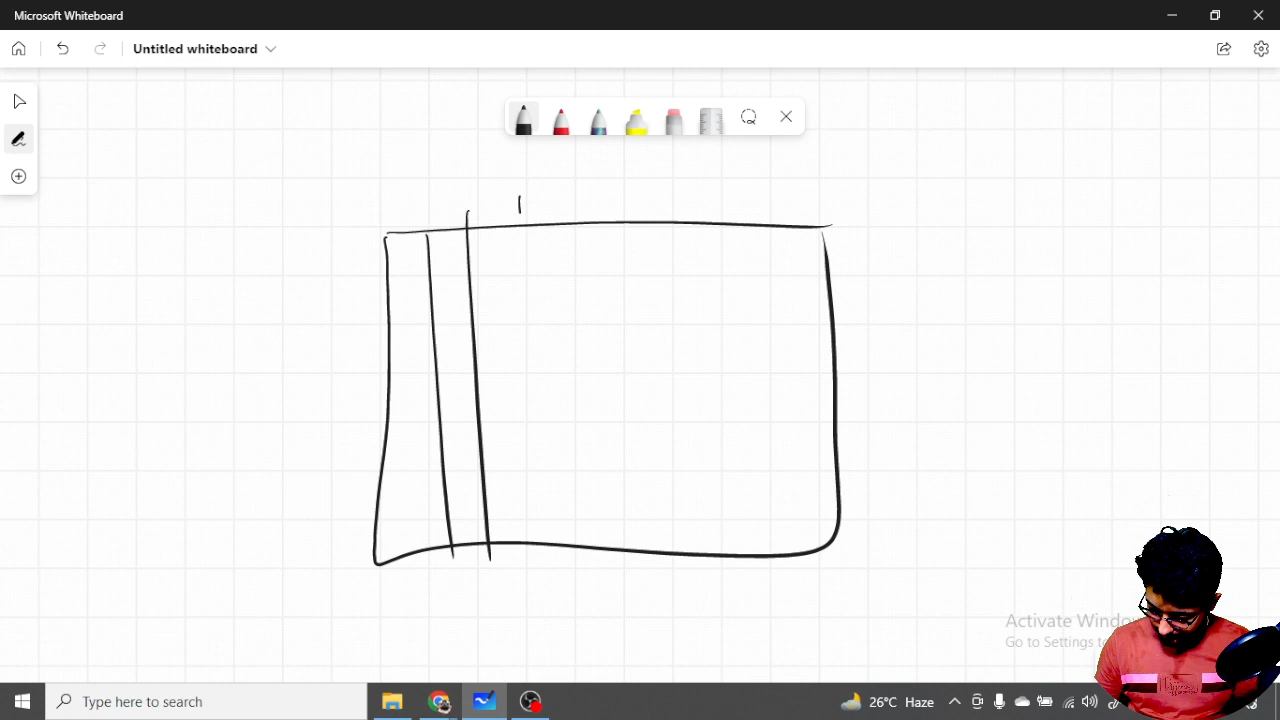 Microsoft Whiteboard
Untitled whiteboard
Activate Windo
Go to Settings to
Type here to search
26°C Haze